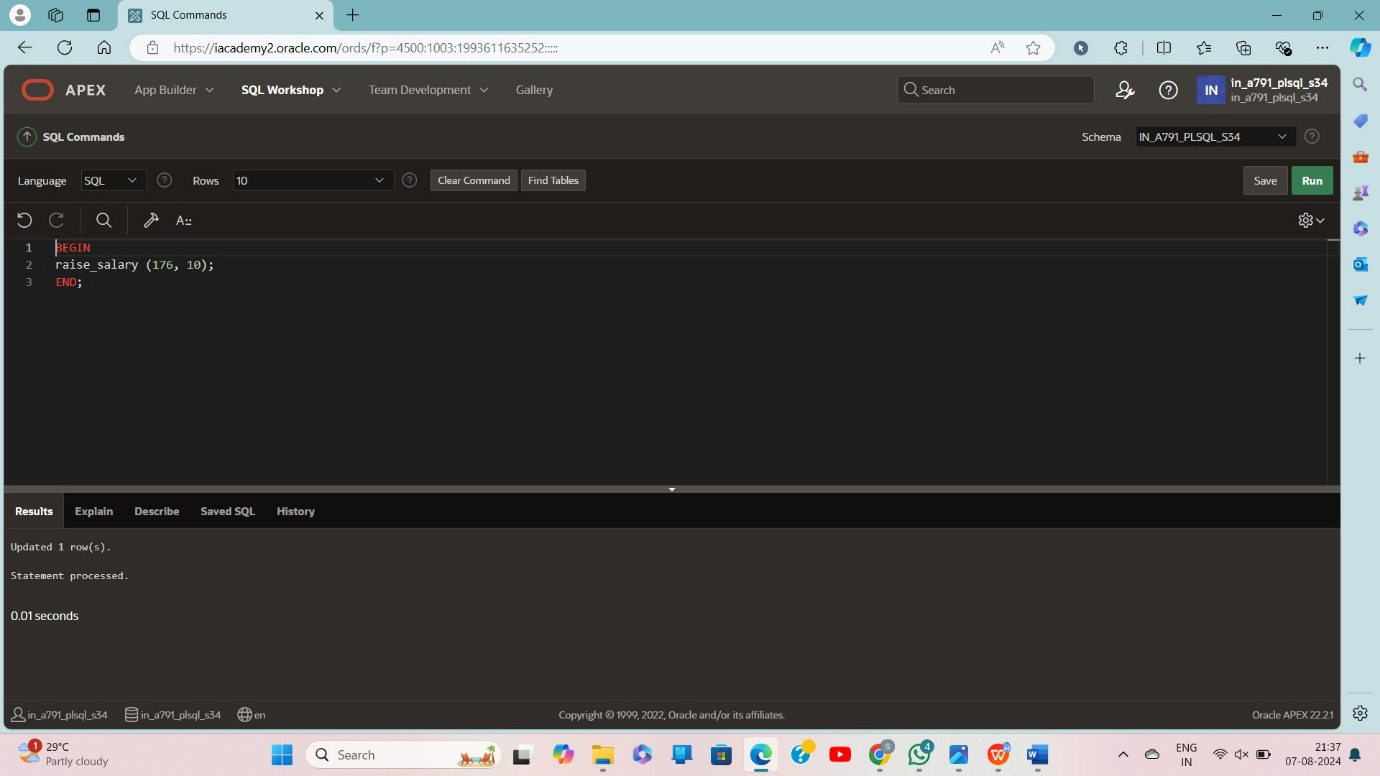 SQL Commands
https://iacademy2.oracle.com/ords/f?p=4500:1003:1993611635252:::::
APEX App Builder SQL Workshop Team Development Gallery Search IN in_a791_plsql_s34
in_a791_plsql_s34
SQL Commands Schema IN_A791_PLSQL_S34
Language SQL Rows 10 Clear Command Find Tables Save Run
A::
1 BEGIN
2 raise_salary (176, 10);
3 END;
Results Explain Describe Saved SQL History
Updated 1 row(s).
Statement processed.
0.01 seconds
in_a791_plsql_s34 in_a791_plsql_s34 en Copyright © 1999, 2022, Oracle and/or its affiliates. Oracle APEX 22.2.1
1 29°C
Partly cloudy
Search
4
ENG
IN
21:37
07-08-2024